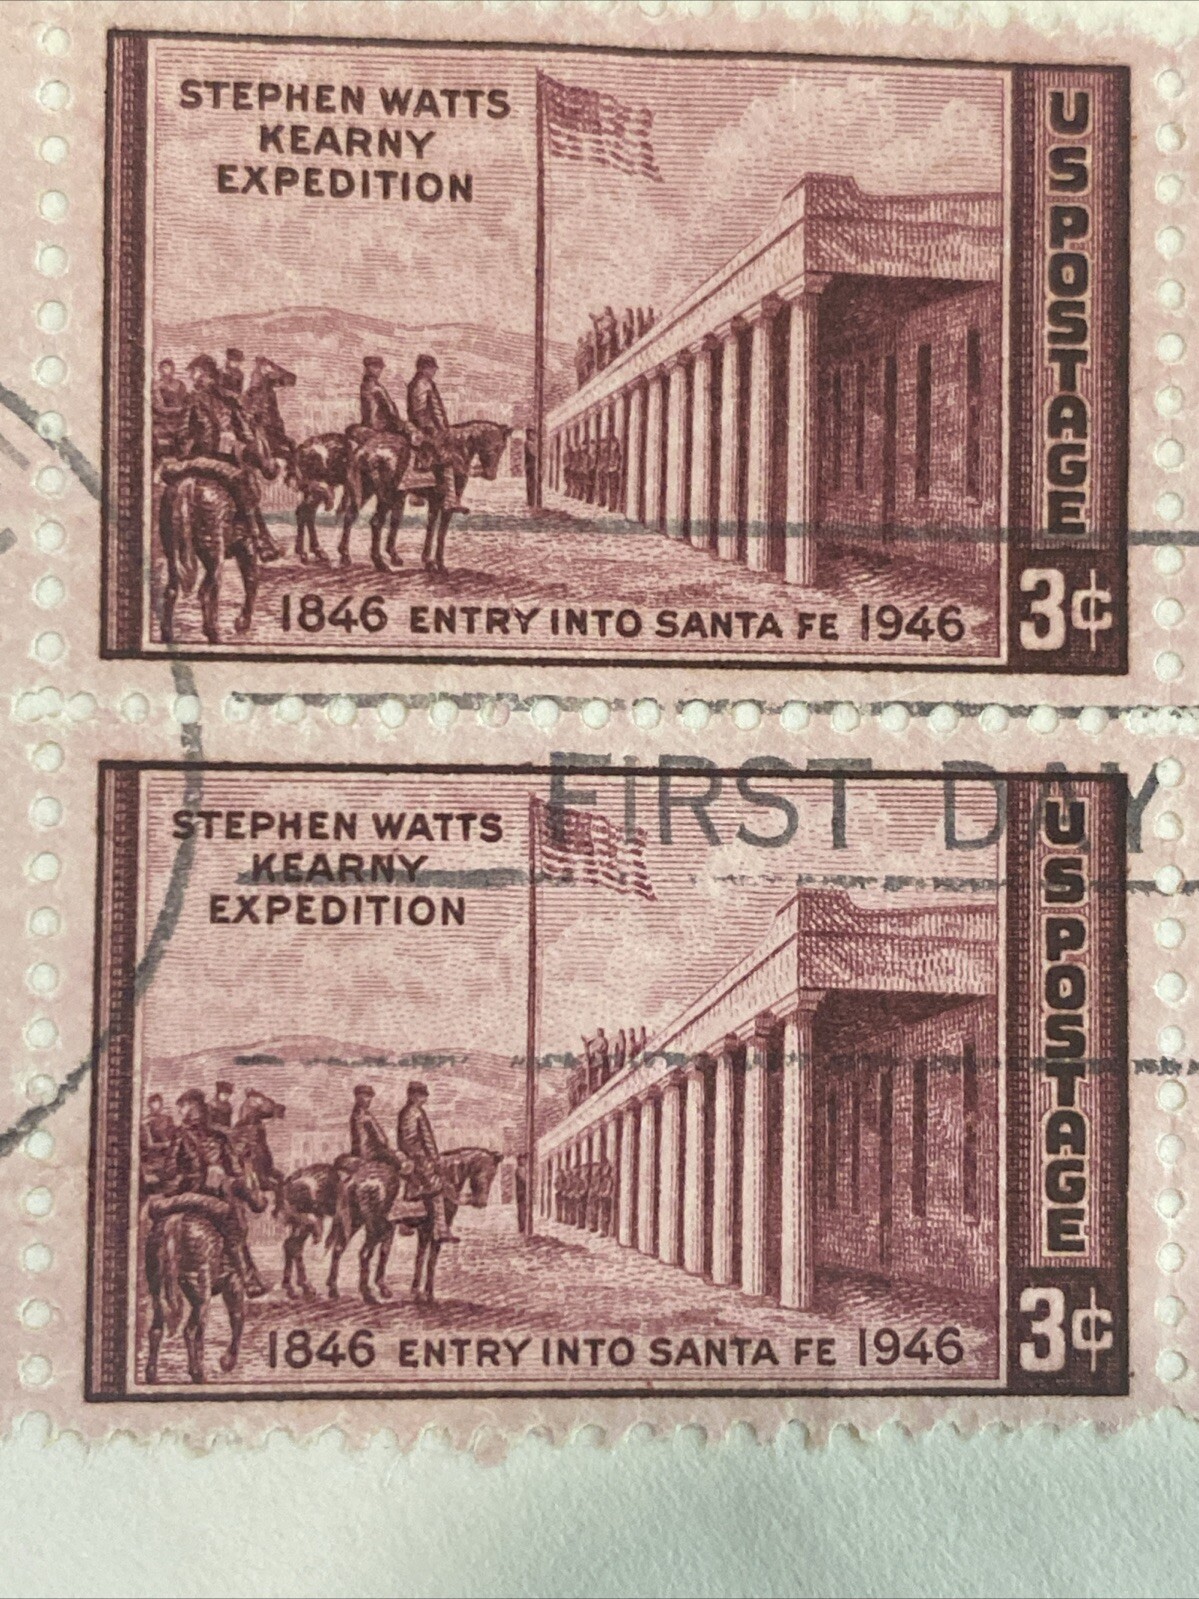 STEPHEN WATTS
KEARNY
EXPEDITION
US POSTAGE
1846 ENTRY INTO SANTA FE 1946
3¢
FIRST DAY
STEPHEN WATTS
KEARNY
EXPEDITION
US POSTAGE
1846 ENTRY INTO SANTA FE 1946
3¢